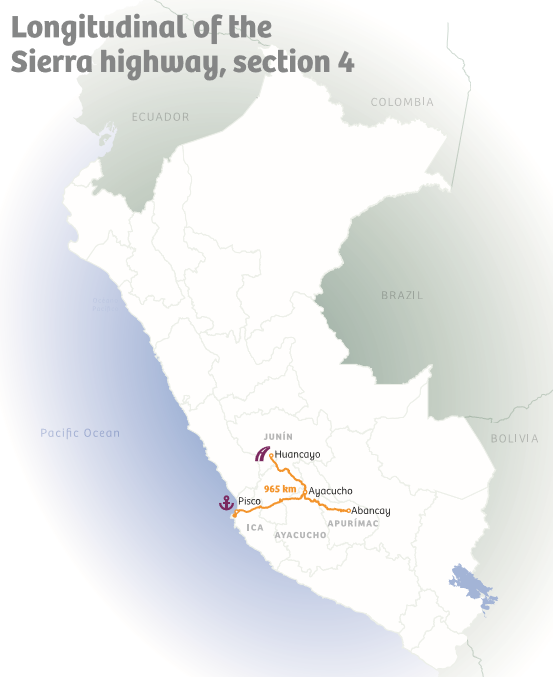 Longitudinal of the
Sierra highway, section 4
COLOMBIA
ECUADOR
BRAZIL
Pacific Ocean
BOLIVIA
JUNÍN
Huancayo
965 km
Ayacucho
Pisco
Abancay
ICA
APURÍMAC
AYACUCHO